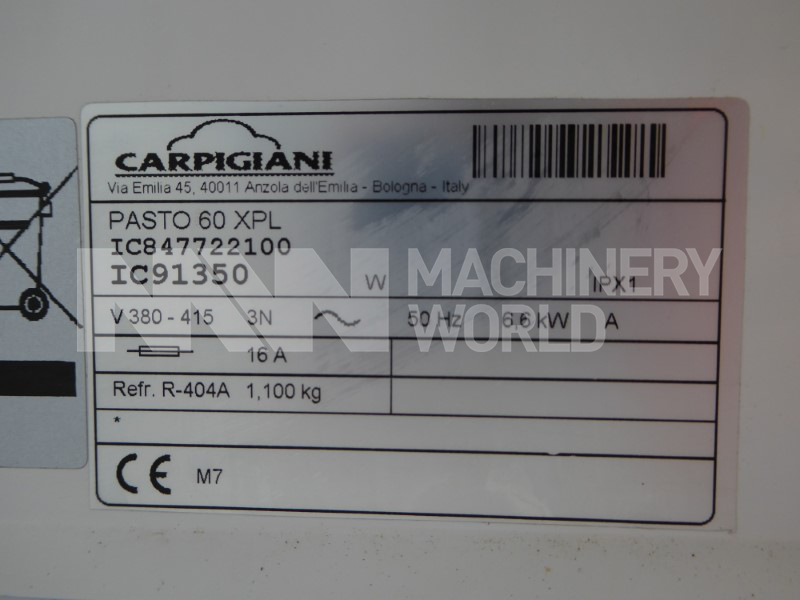 CARPIGIANI
Via Emilia 45, 40011 Anzola dell'Emilia - Bologna - Italy
PASTO 60 XPL
IC847722100
IC91350 W IPX1
V 380 - 415 3N 50 Hz 6,6 kW A
16 A
Refr. R-404A 1,100 kg
*
CE M7
MACHINERY
WORLD